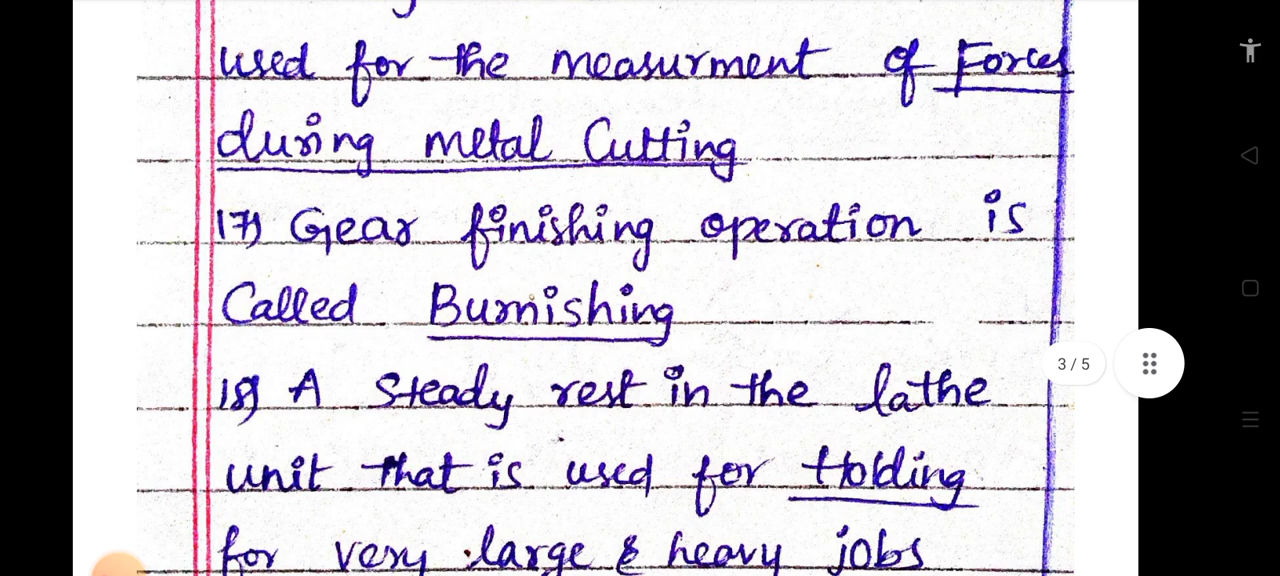 used for the measurment of Forces
during metal Cutting
17) Gear finishing operation is
Called Burnishing
3 / 5
18) A Steady rest in the lathe
unit that is used for Holding
for very large & heavy jobs